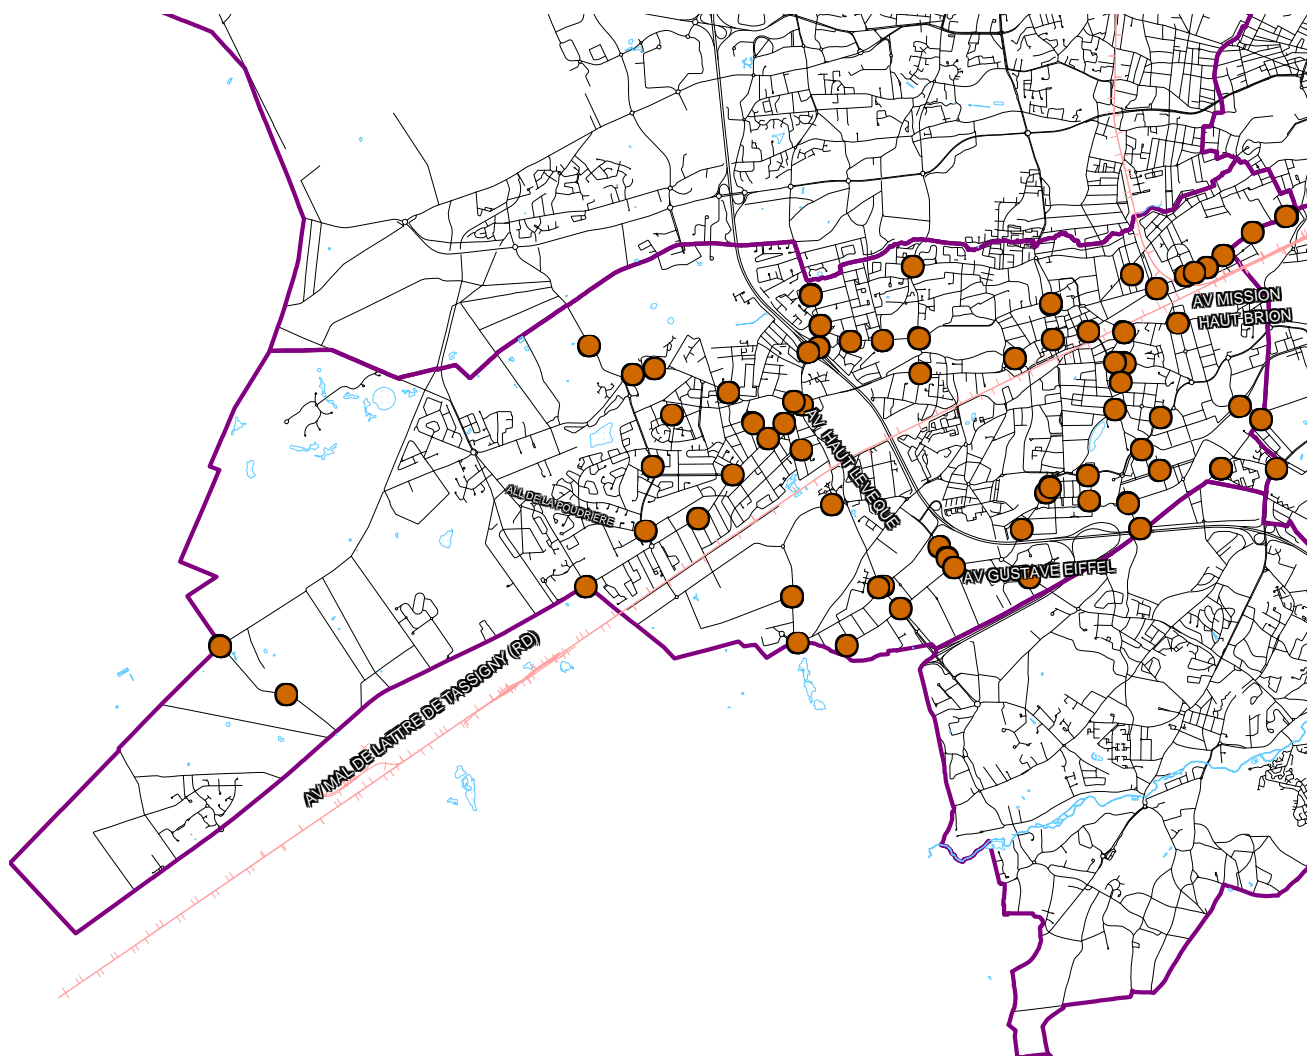 AV MISSION
HAUT BRION
AV HAUT LEVEQUE
ALL DE LA POUDRIERE
AV GUSTAVE EIFFEL
AV MAL DE LATTRE DE TASSIGNY (RD)